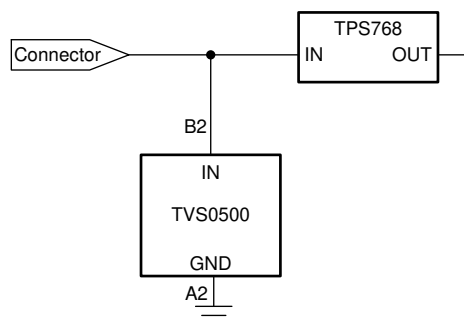 TPS768
Connector
IN
OUT
B2
IN
TVS0500
GND
A2